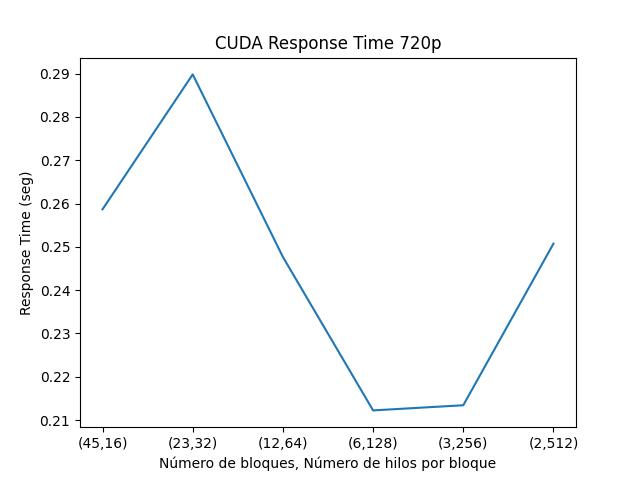 CUDA Response Time 720p
0.29
0.28
0.27
0.26
0.25
0.24
0.23
0.22
0.21
Response Time (seg)
(45,16) (23,32) (12,64) (6,128) (3,256) (2,512)
Número de bloques, Número de hilos por bloque